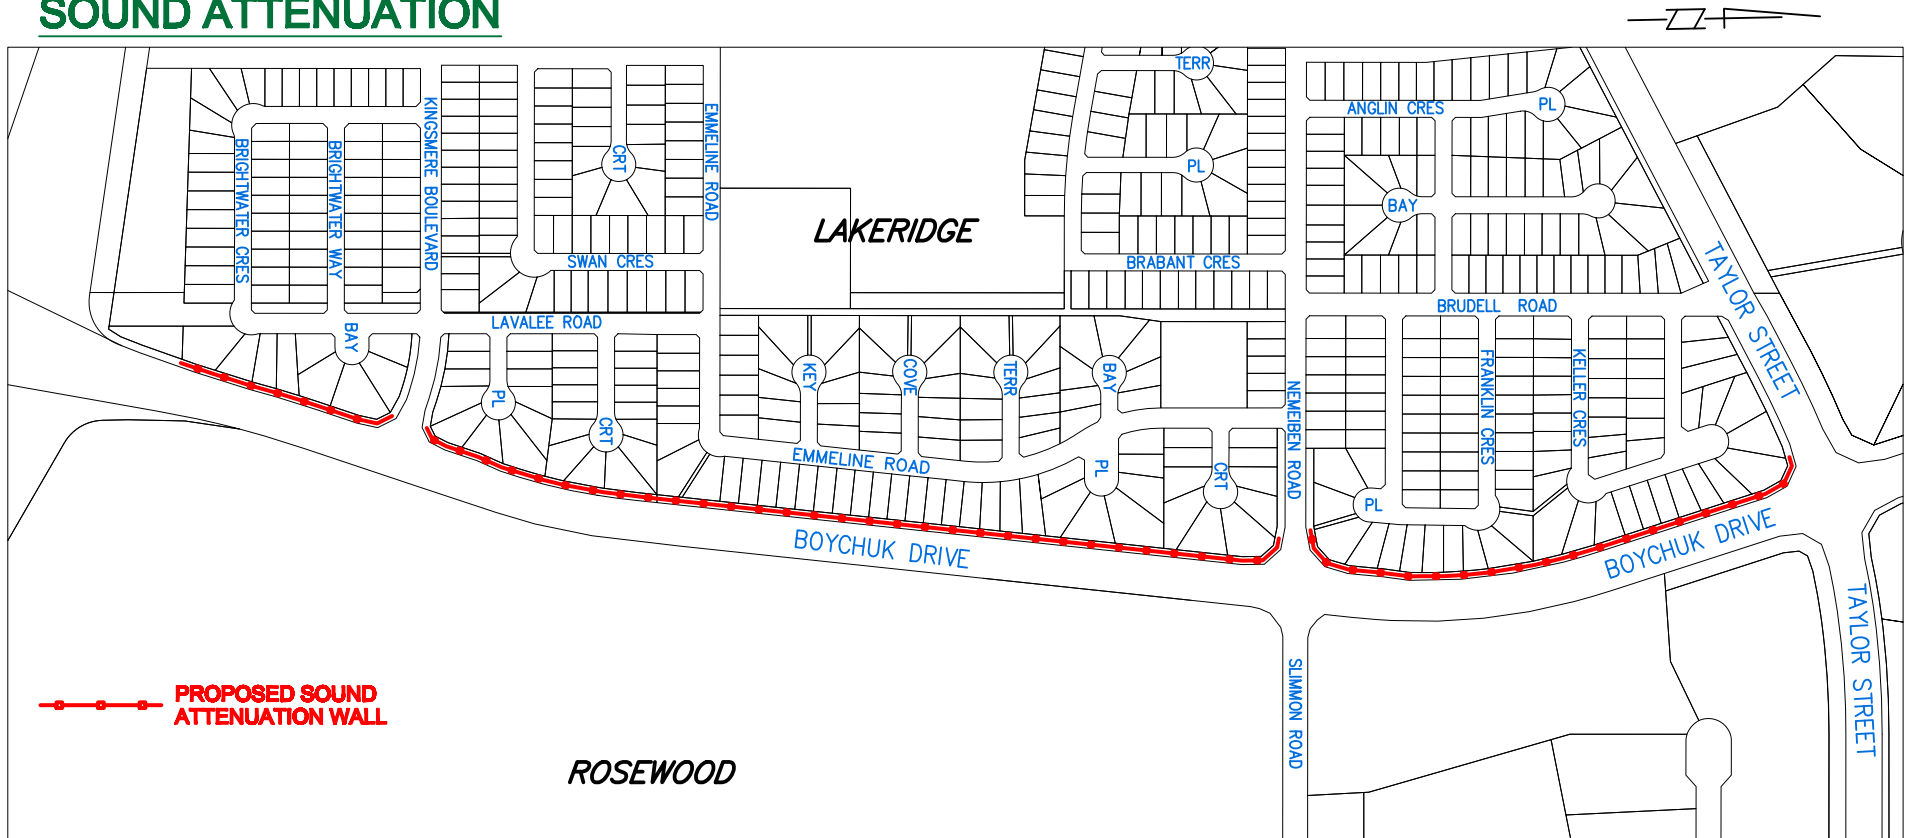 SOUND ATTENUATION
N
TERR
ANGLIN CRES
PL
KINGSMERE BOULEVARD
EMMELINE ROAD
CRT
PL
BRIGHTWATER CRES
BRIGHTWATER WAY
BAY
LAKERIDGE
SWAN CRES
BRABANT CRES
TAYLOR STREET
BRUDELL ROAD
LAVALEE ROAD
BAY
KEY
COVE
TERR
BAY
NEMEIBEN ROAD
FRANKLIN CRES
KELLER CRES
PL
CRT
EMMELINE ROAD
PL
CRT
PL
BOYCHUK DRIVE
BOYCHUK DRIVE
TAYLOR STREET
SLIMMON ROAD
PROPOSED SOUND
ATTENUATION WALL
ROSEWOOD